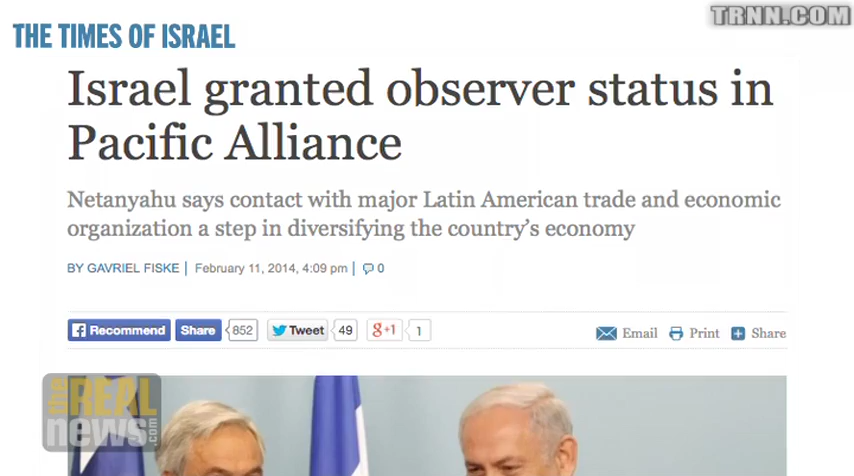 TRNN.COM
THE TIMES OF ISRAEL
Israel granted observer status in
Pacific Alliance
Netanyahu says contact with major Latin American trade and economic
organization a step in diversifying the country's economy
BY GAVRIEL FISKE | February 11, 2014, 4:09 pm | 0
Recommend Share 852 Tweet 49 g+1 1 Email Print Share
the
REAL
news.com